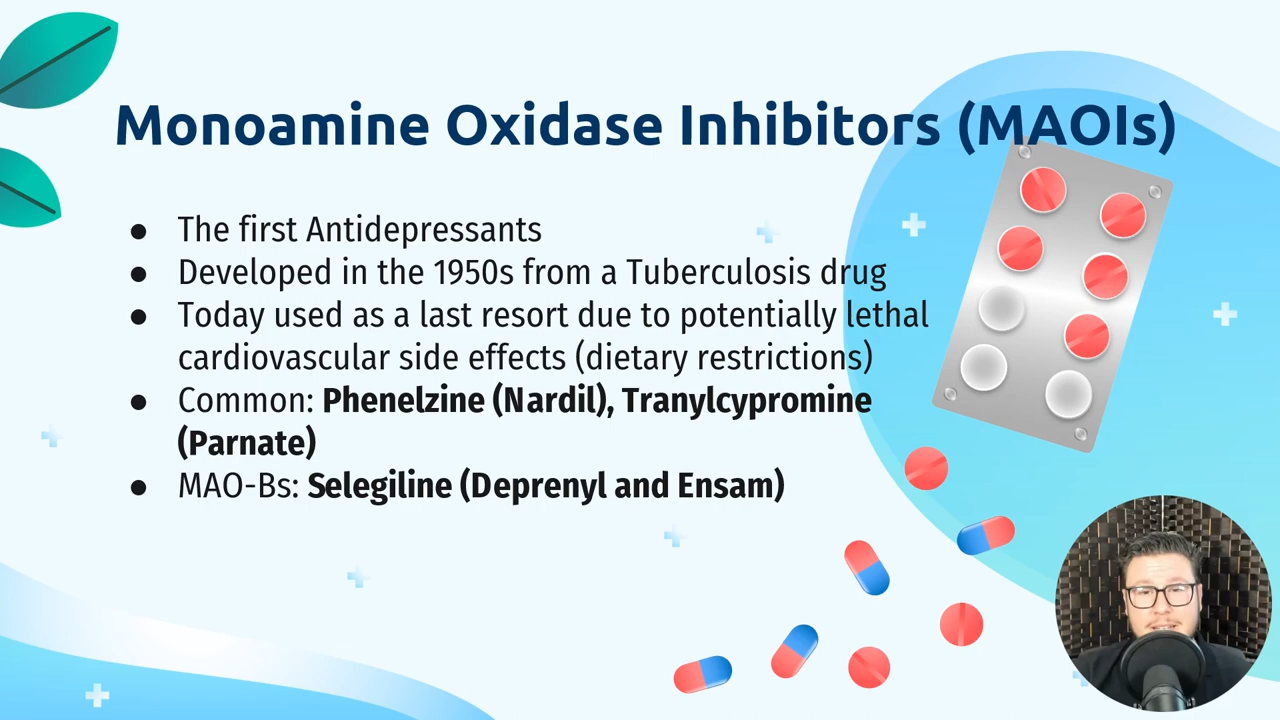 Monoamine Oxidase Inhibitors (MAOIs)
● The first Antidepressants
● Developed in the 1950s from a Tuberculosis drug
● Today used as a last resort due to potentially lethal
cardiovascular side effects (dietary restrictions)
● Common: Phenelzine (Nardil), Tranylcypromine
(Parnate)
● MAO-Bs: Selegiline (Deprenyl and Ensam)